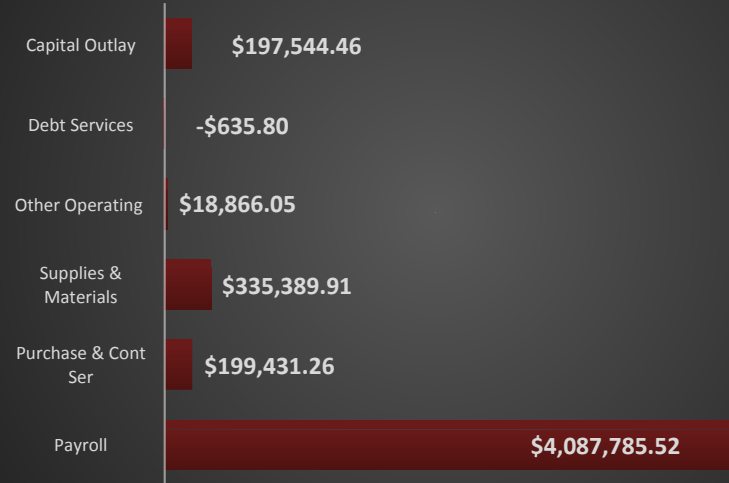 Capital Outlay
$197,544.46
Debt Services
-$635.80
Other Operating
$18,866.05
Supplies &
Materials
$335,389.91
Purchase & Cont
Ser
$199,431.26
Payroll
$4,087,785.52